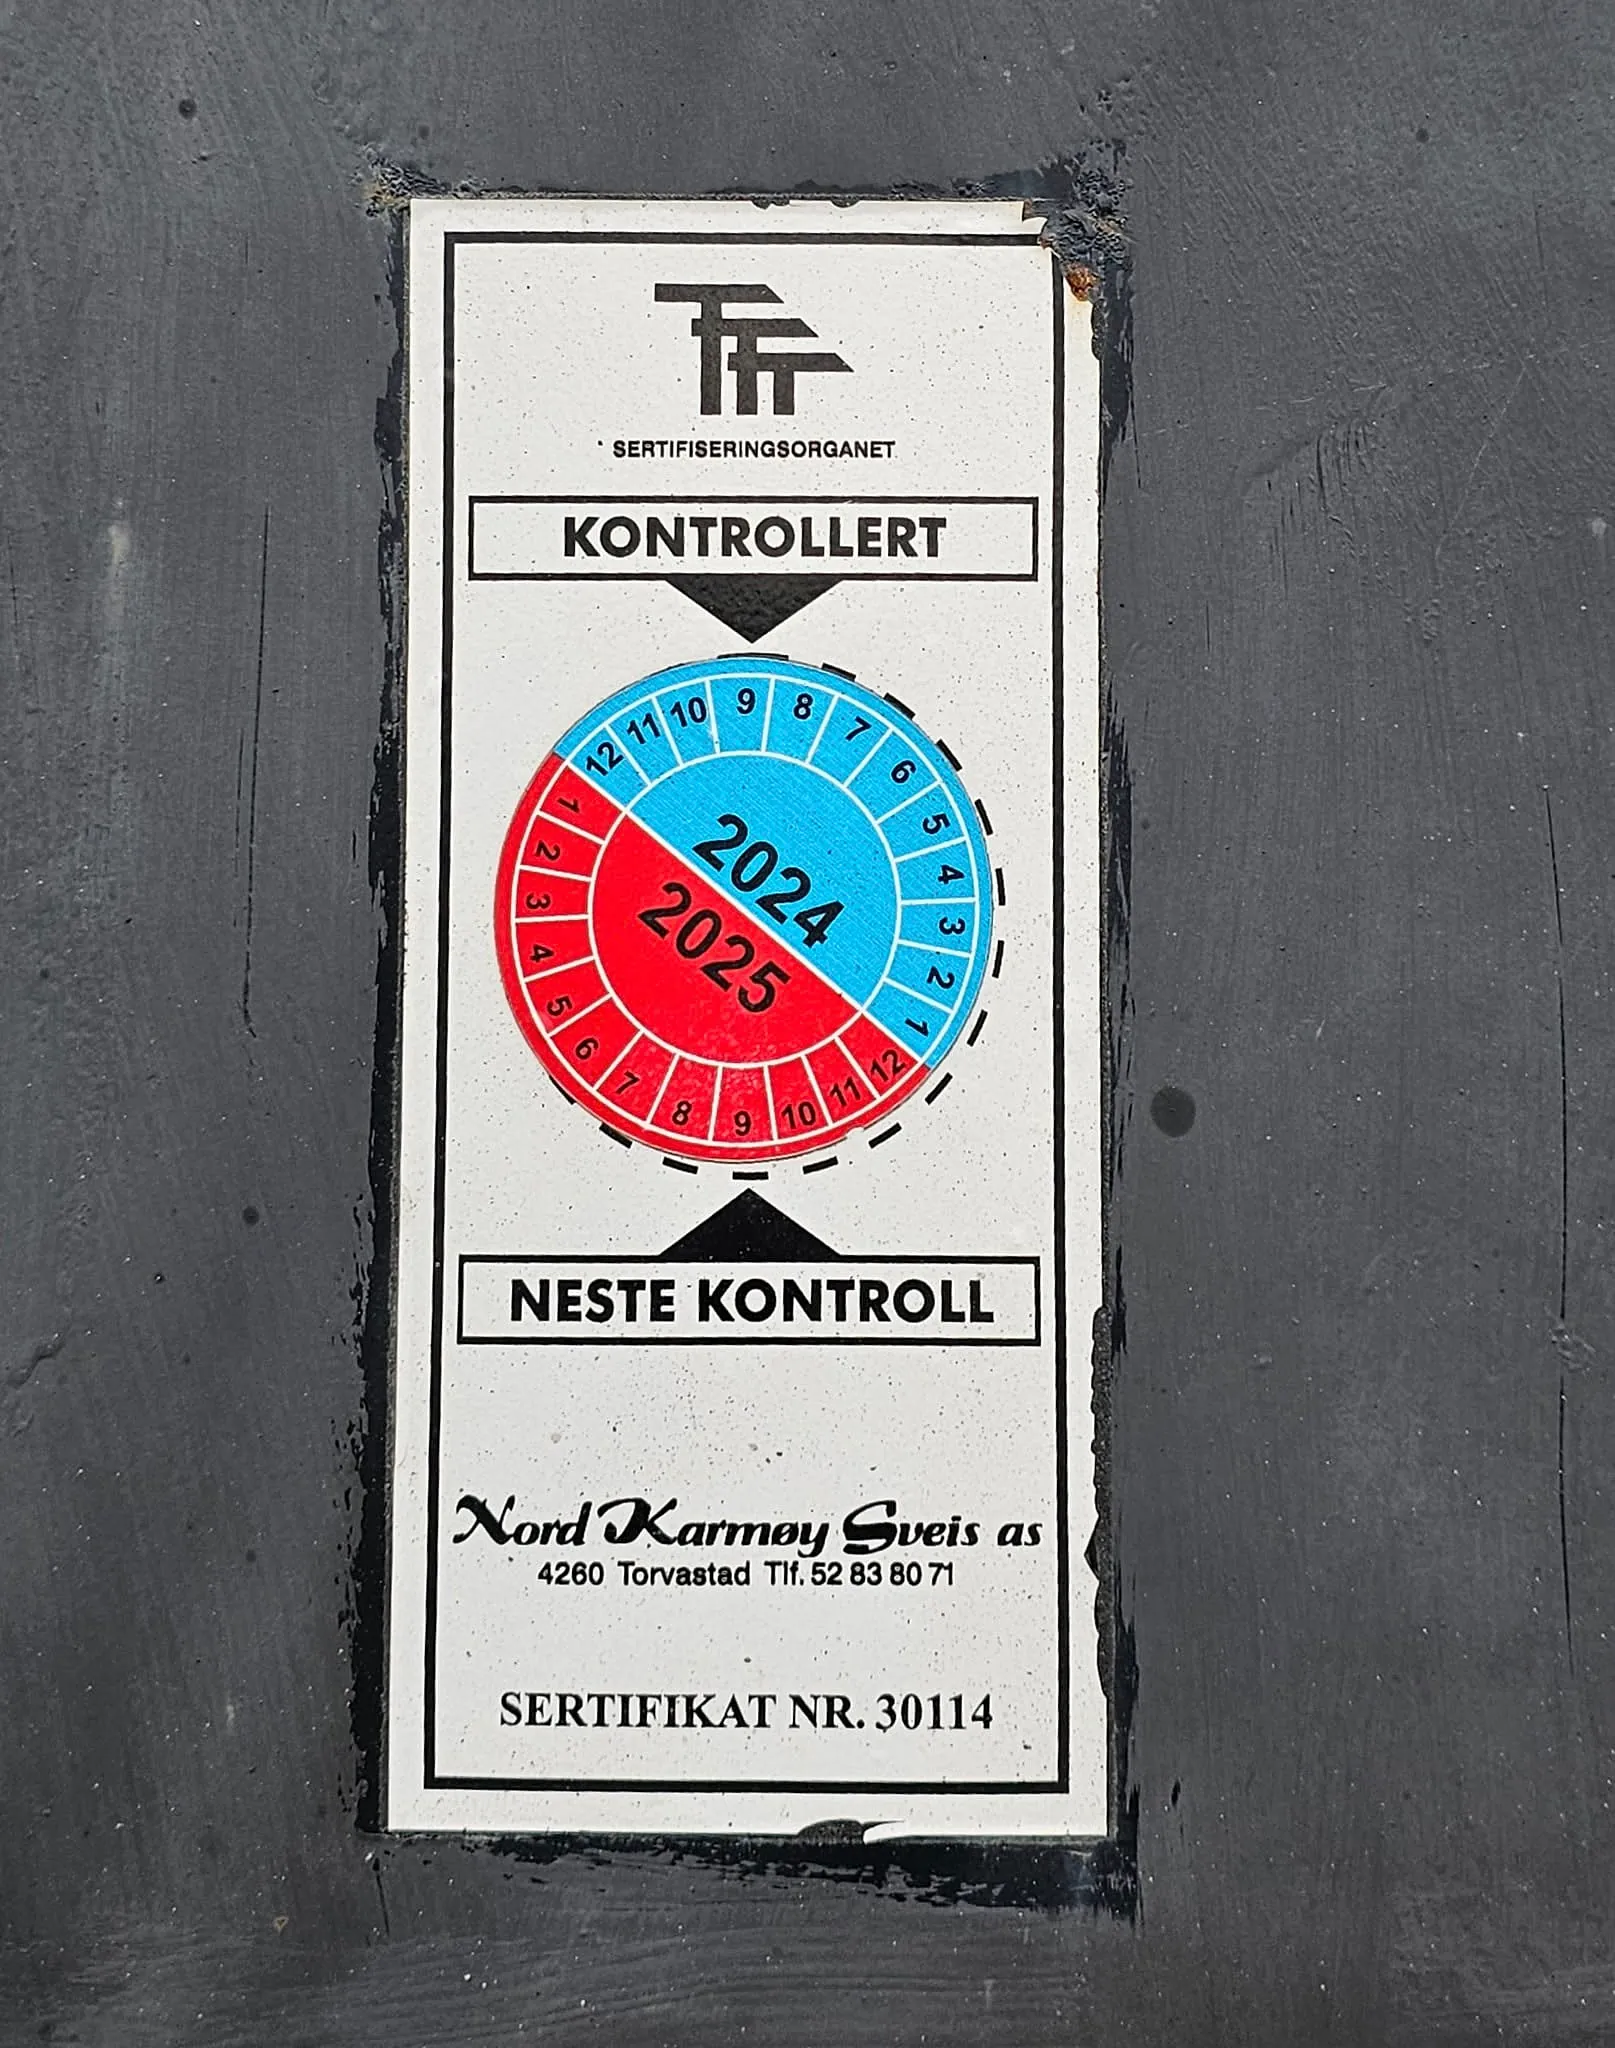 TFFT
SERTIFISERINGSORGANET
KONTROLLERT
12 11 10 9 8 7 6 5 4 3 2 1
2024
2025
1 2 3 4 5 6 7 8 9 10 11 12
NESTE KONTROLL
Nord Karmøy Sveis as
4260 Torvastad Tlf. 52 83 80 71
SERTIFIKAT NR. 30114